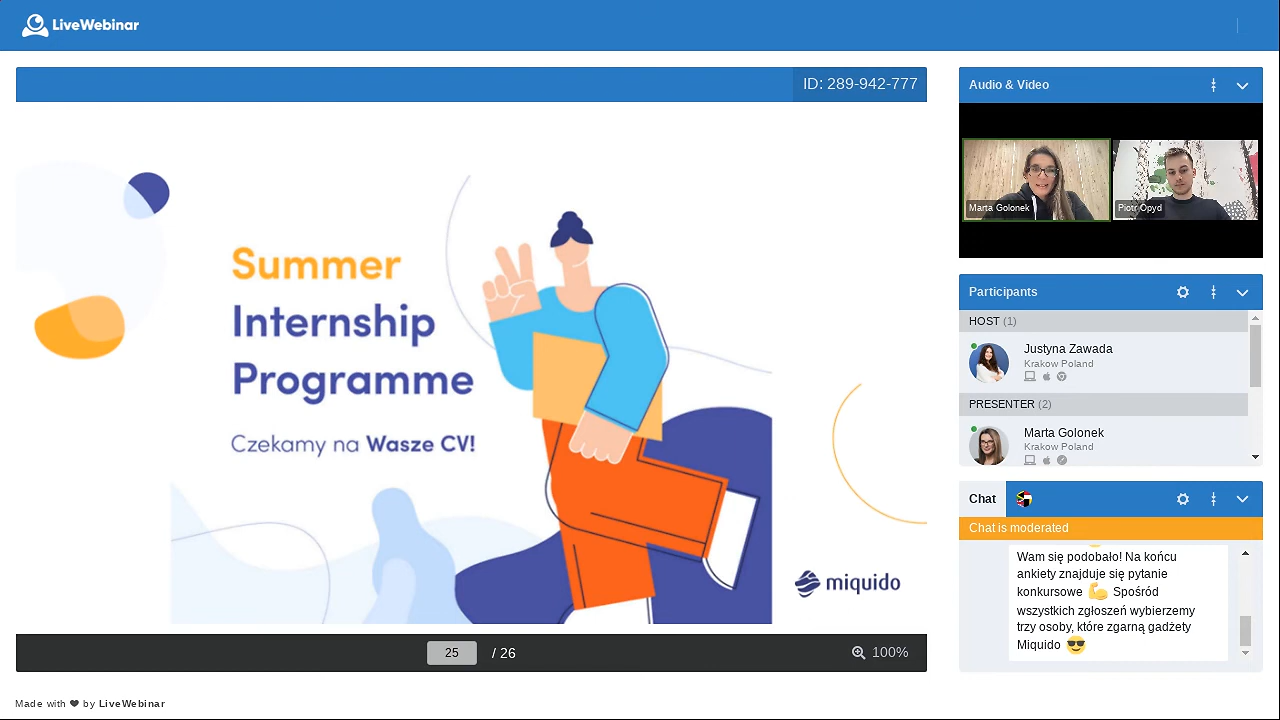 LiveWebinar
ID: 289-942-777
Summer
Internship
Programme
Czekamy na Wasze CV!
miquido
25 / 26
100%
Made with ❤ by LiveWebinar
Audio & Video
Marta Golonek
Piotr Opyd
Participants
HOST (1)
Justyna Zawada
Krakow Poland
PRESENTER (2)
Marta Golonek
Krakow Poland
Chat
Chat is moderated
Wam się podobało! Na końcu
ankiety znajduje się pytanie
konkursowe 💪 Spośród
wszystkich zgłoszeń wybierzemy
trzy osoby, które zgarną gadżety
Miquido 😎